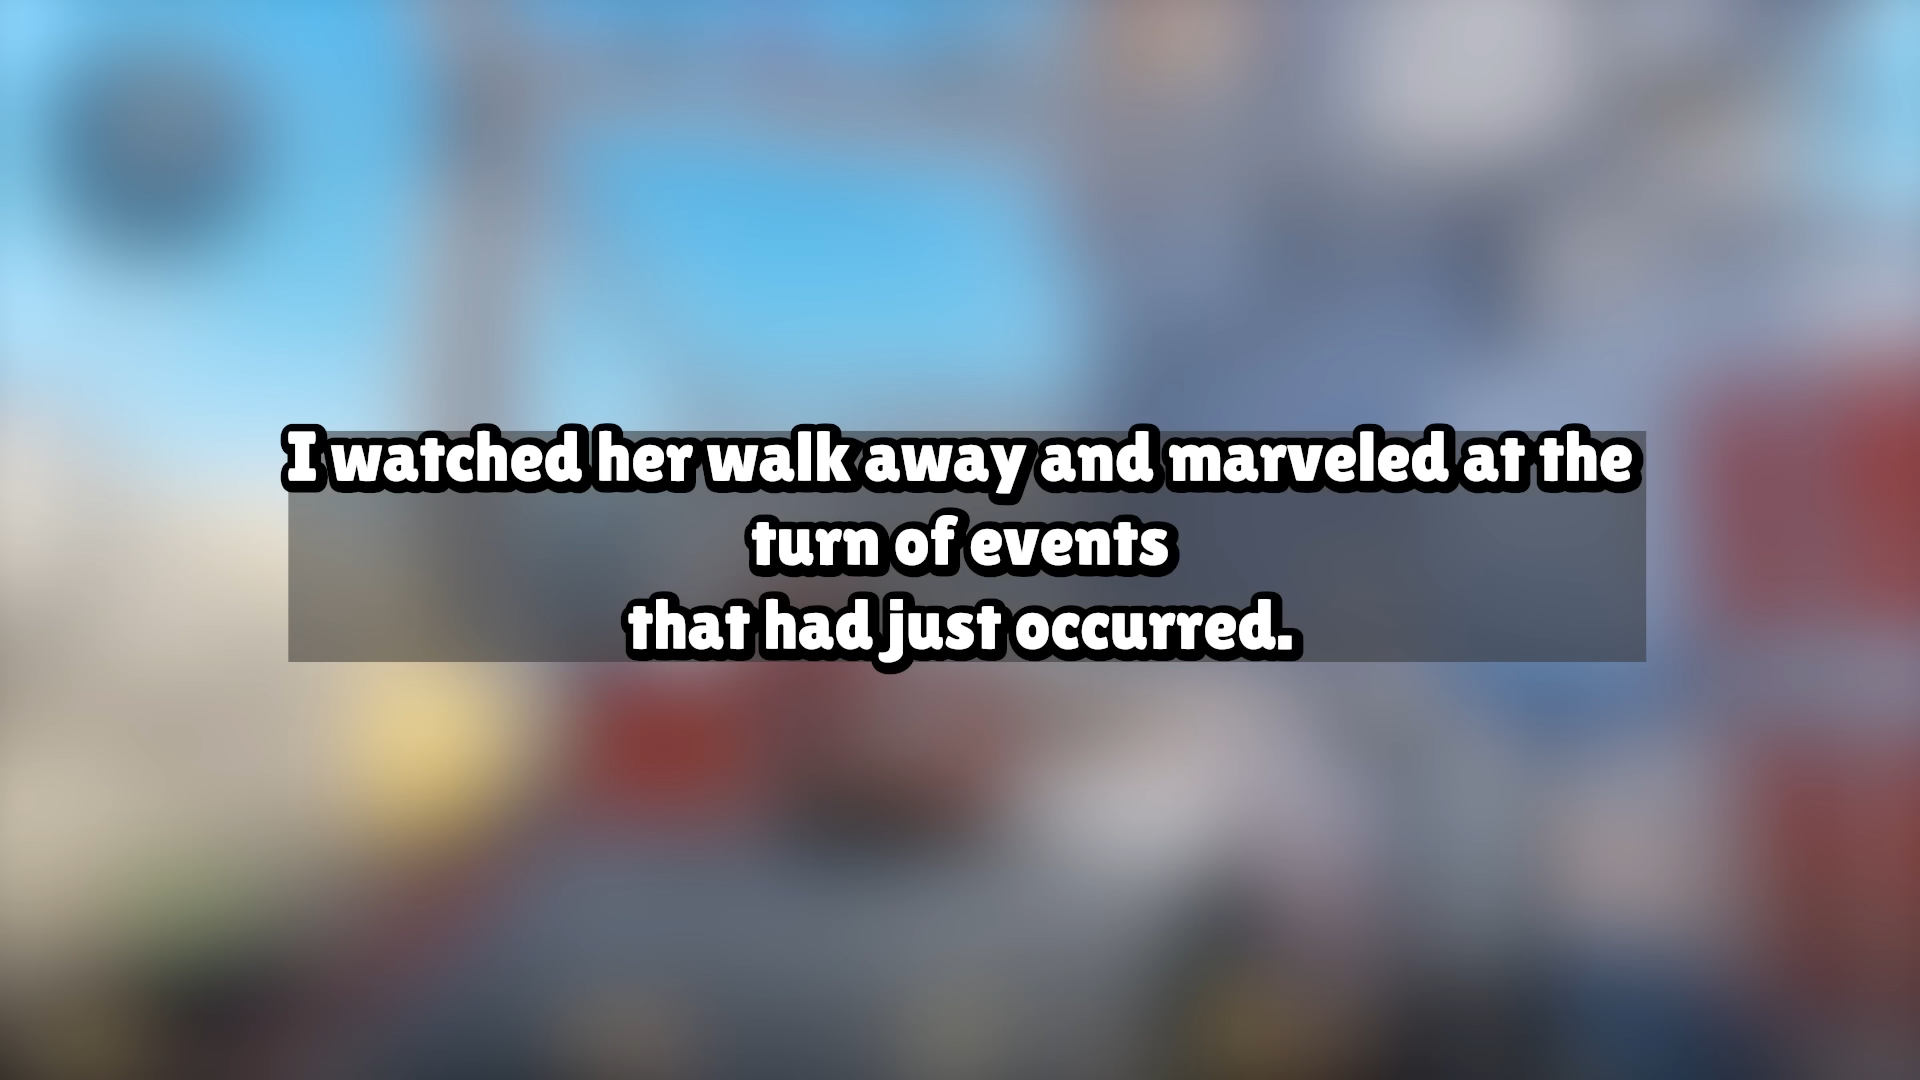 I watched her walk away and marveled at the
turn of events
that had just occurred.